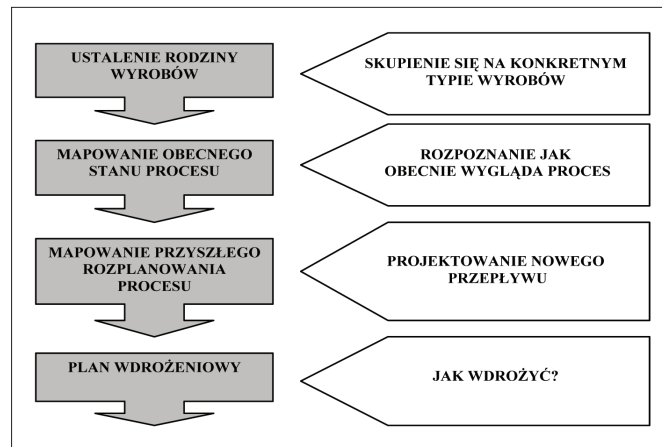 USTALENIE RODZINY
WYROBÓW
SKUPIENIE SIĘ NA KONKRETNYM
TYPIE WYROBÓW
MAPOWANIE OBECNEGO
STANU PROCESU
ROZPOZNANIE JAK
OBECNIE WYGLĄDA PROCES
MAPOWANIE PRZYSZŁEGO
ROZPLANOWANIA
PROCESU
PROJEKTOWANIE NOWEGO
PRZEPŁYWU
PLAN WDROŻENIOWY
JAK WDROŻYĆ?